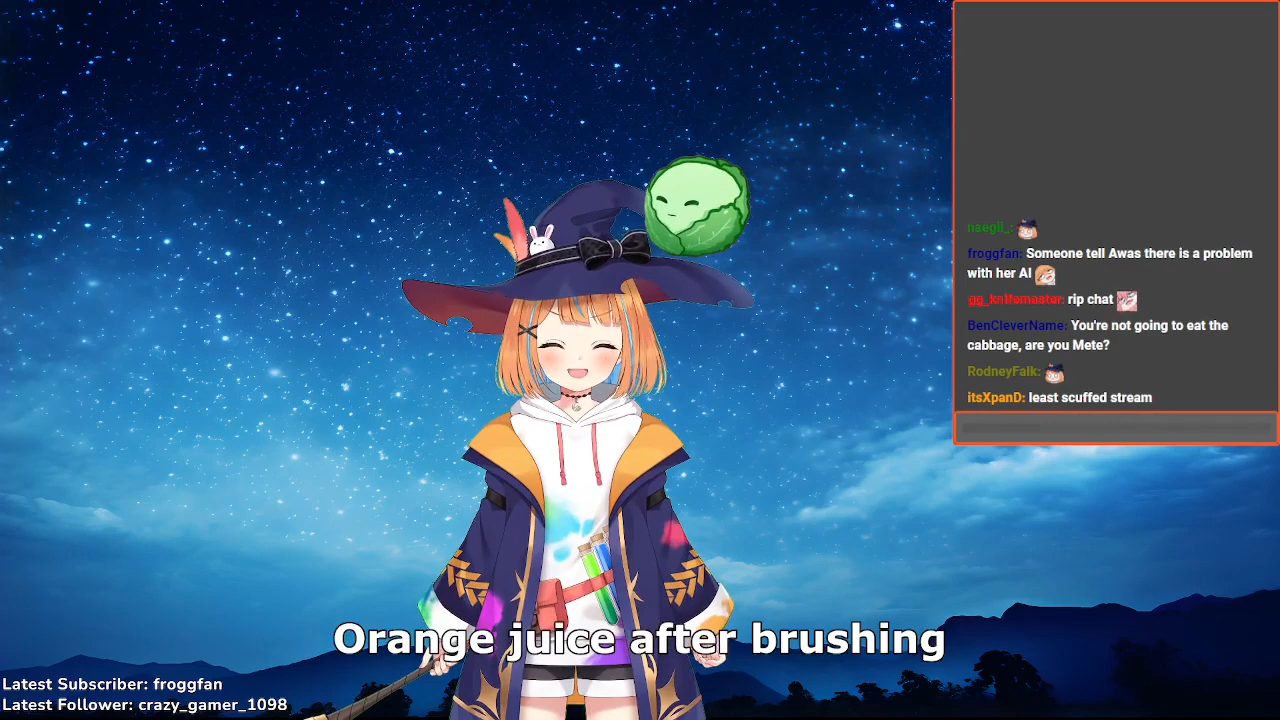 naegii_:
froggfan: Someone tell Awas there is a problem
with her AI
gg_kn1femaster: rip chat
BenCleverName: You're not going to eat the
cabbage, are you Mete?
RodneyFalk:
itsXpanD: least scuffed stream
Orange juice after brushing
Latest Subscriber: froggfan
Latest Follower: crazy_gamer_1098